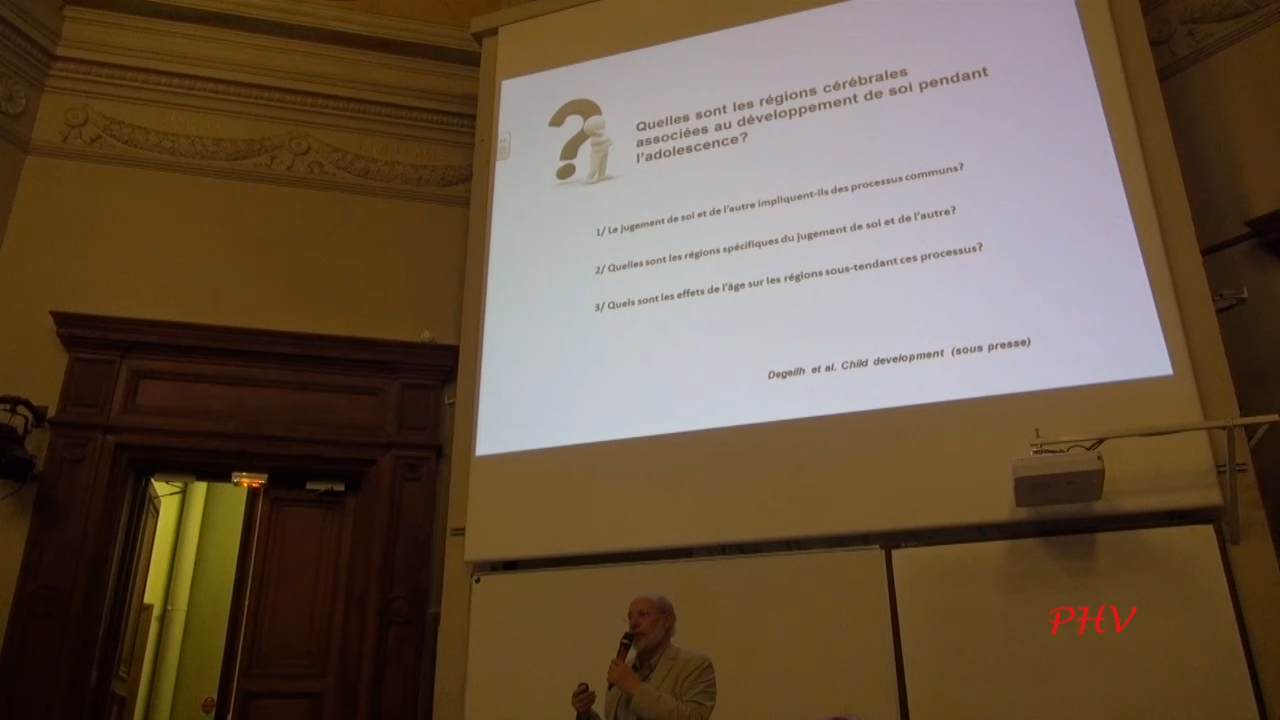 Quelles sont les régions cérébrales
associées au développement de soi pendant
l'adolescence?
1/ Le jugement de soi et de l'autre impliquent-ils des processus communs?
2/ Quelles sont les régions spécifiques du jugement de soi et de l'autre?
3/ Quels sont les effets de l'âge sur les régions sous-tendant ces processus?
Degeilh et al. Child development (sous presse)
PHV